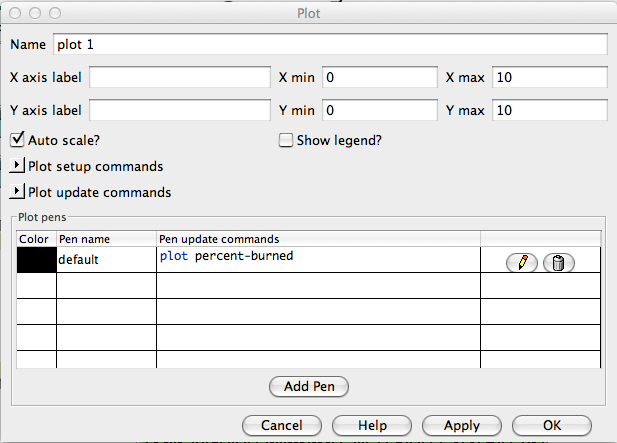 Plot
Name plot 1
X axis label X min 0 X max 10
Y axis label Y min 0 Y max 10
Auto scale? Show legend?
Plot setup commands
Plot update commands
Plot pens
Color Pen name Pen update commands
default plot percent-burned
Add Pen
Cancel Help Apply OK